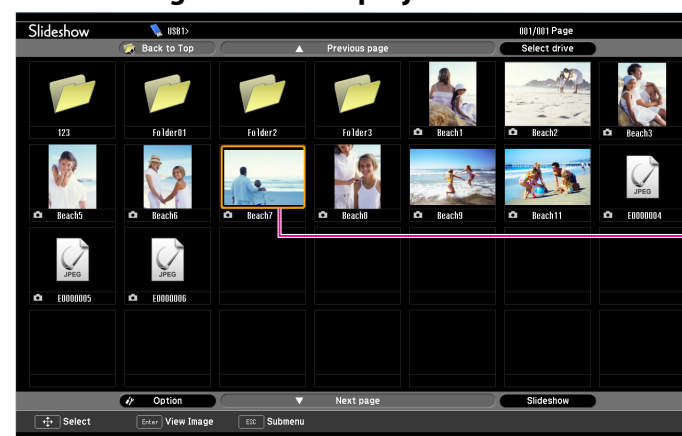 Slideshow USB1> 001/001 Page
Back to Top Previous page Select drive
123 Folder01 Folder2 Folder3 Beach1 Beach2 Beach3
JPEG
Beach5 Beach6 Beach7 Beach8 Beach9 Beach11 E0000004
JPEG JPEG
E0000005 E0000006
Option Next page Slideshow
Select Enter View Image ESC Submenu